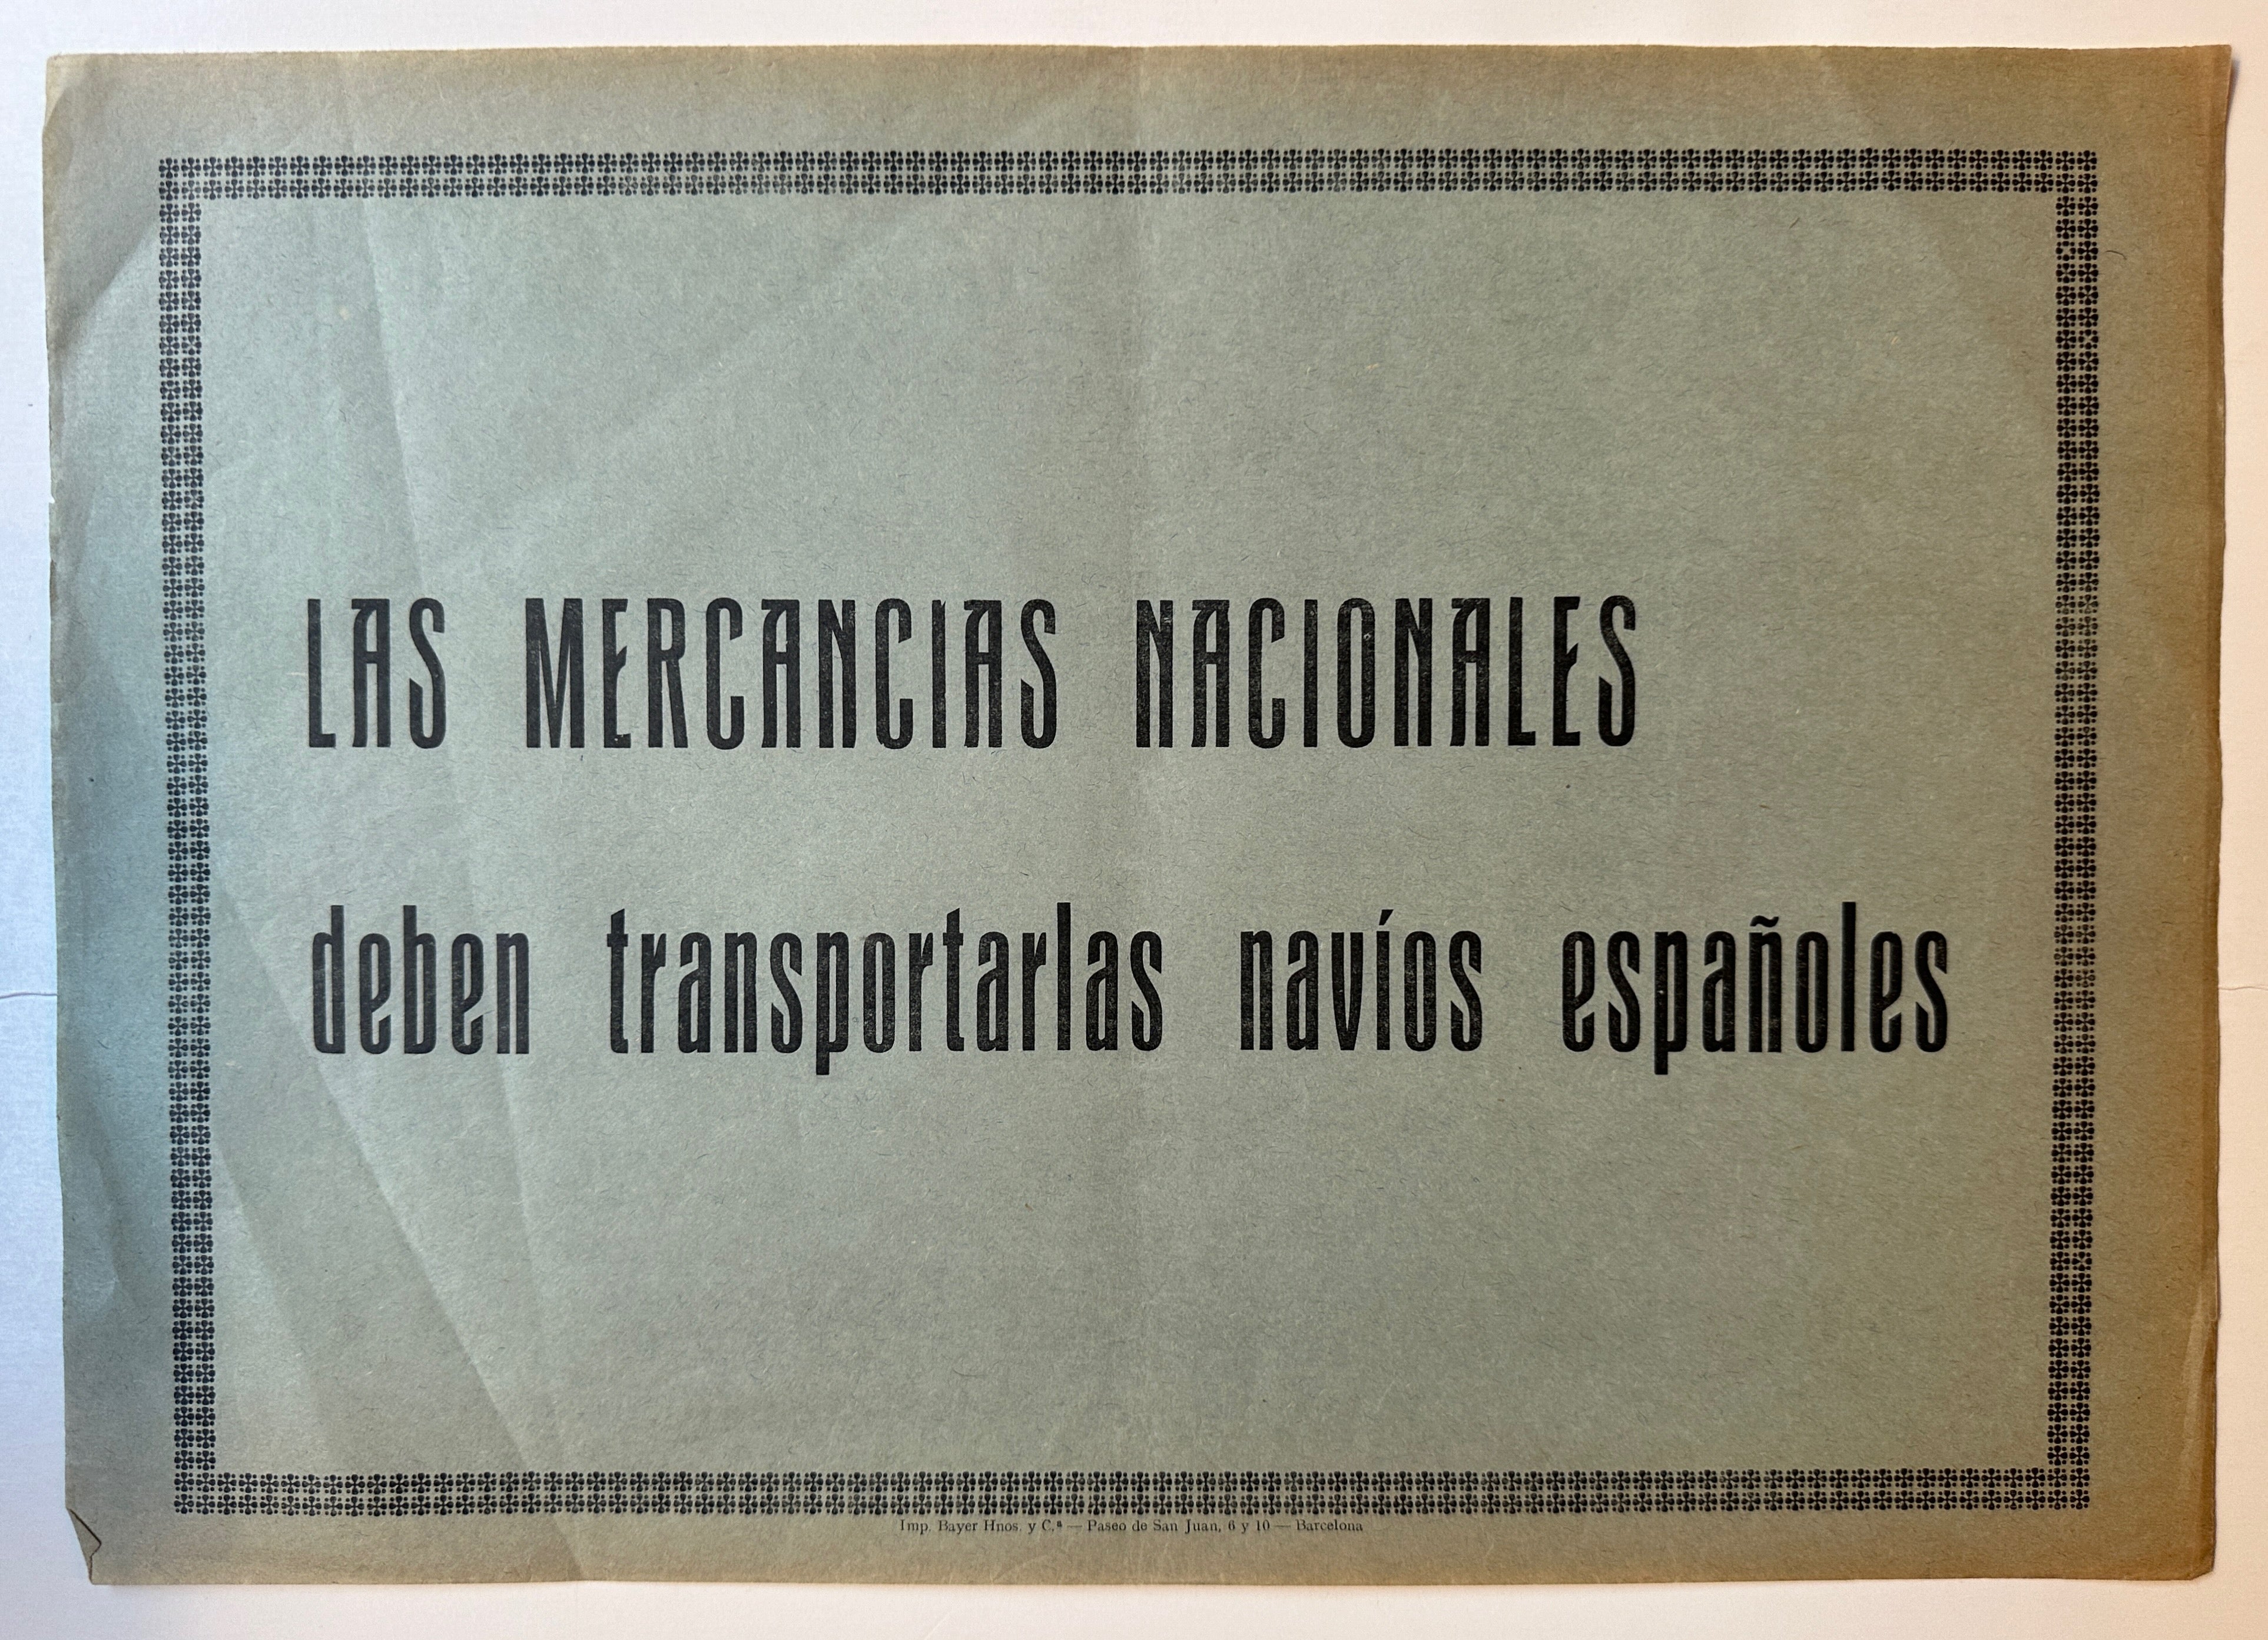 LAS MERCANCIAS NACIONALES
deben transportarlas navíos españoles
Imp. Bayer Hnos. y C.ª — Paseo de San Juan, 6 y 10 — Barcelona